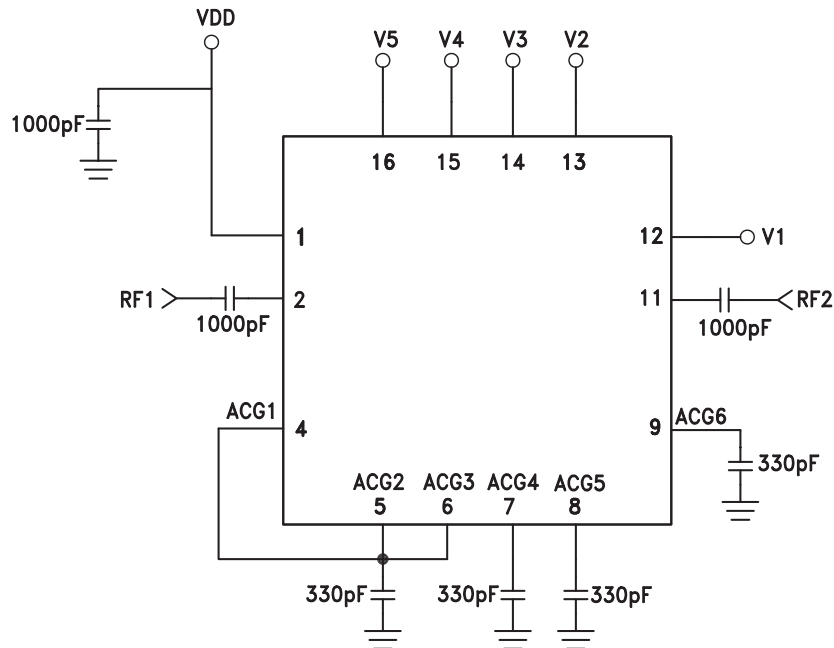 VDD
V5 V4 V3 V2
1000pF
16 15 14 13
1 12 V1
RF1 2 11 RF2
1000pF 1000pF
ACG1 ACG6
4 9
330pF
ACG2 ACG3 ACG4 ACG5
5 6 7 8
330pF 330pF 330pF